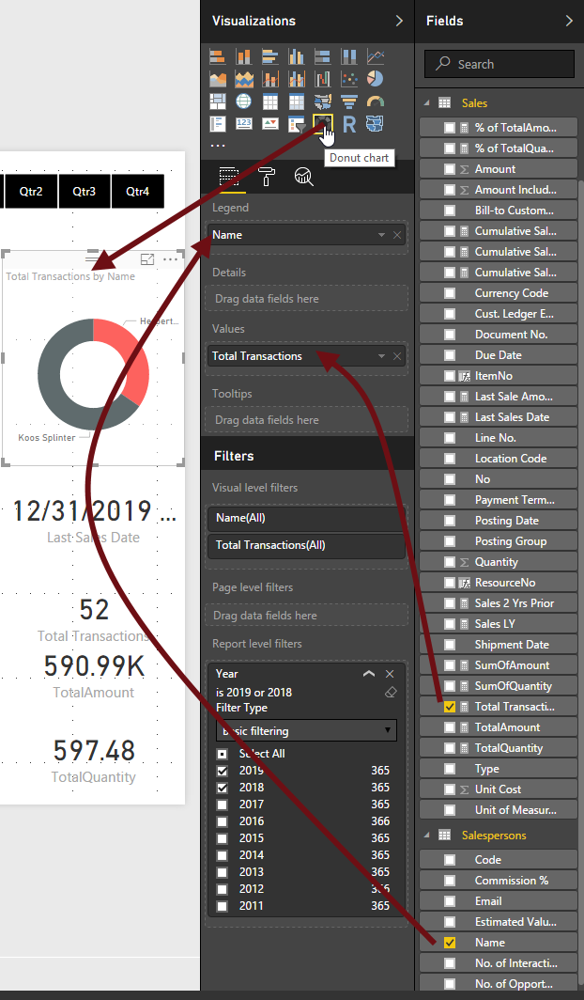 Visualizations
R
123
...
Donut chart
Legend
Name
Details
Drag data fields here
Values
Total Transactions
Tooltips
Drag data fields here
Filters
Visual level filters
Name(All)
Total Transactions(All)
Page level filters
Drag data fields here
Report level filters
Year
is 2019 or 2018
Filter Type
Basic filtering
Select All
2019 365
2018 365
2017 365
2016 366
2015 365
2014 365
2013 365
2012 366
2011 365
Fields
Search
Sales
% of TotalAmo...
% of TotalQua...
Amount
Amount Includ...
Bill-to Custom...
Cumulative Sal...
Cumulative Sal...
Cumulative Sal...
Currency Code
Cust. Ledger E...
Document No.
Due Date
ItemNo
Last Sale Amo...
Last Sales Date
Line No.
Location Code
No
Payment Term...
Posting Date
Posting Group
Quantity
ResourceNo
Sales 2 Yrs Prior
Sales LY
Shipment Date
SumOfAmount
SumOfQuantity
Total Transacti...
TotalAmount
TotalQuantity
Type
Unit Cost
Unit of Measur...
Salespersons
Code
Commission %
Email
Estimated Valu...
Name
No. of Interacti...
No. of Opport...
Qtr2 Qtr3 Qtr4
Total Transactions by Name
Koos Splinter
12/31/2019 ...
Last Sales Date
52
Total Transactions
590.99K
TotalAmount
597.48
TotalQuantity